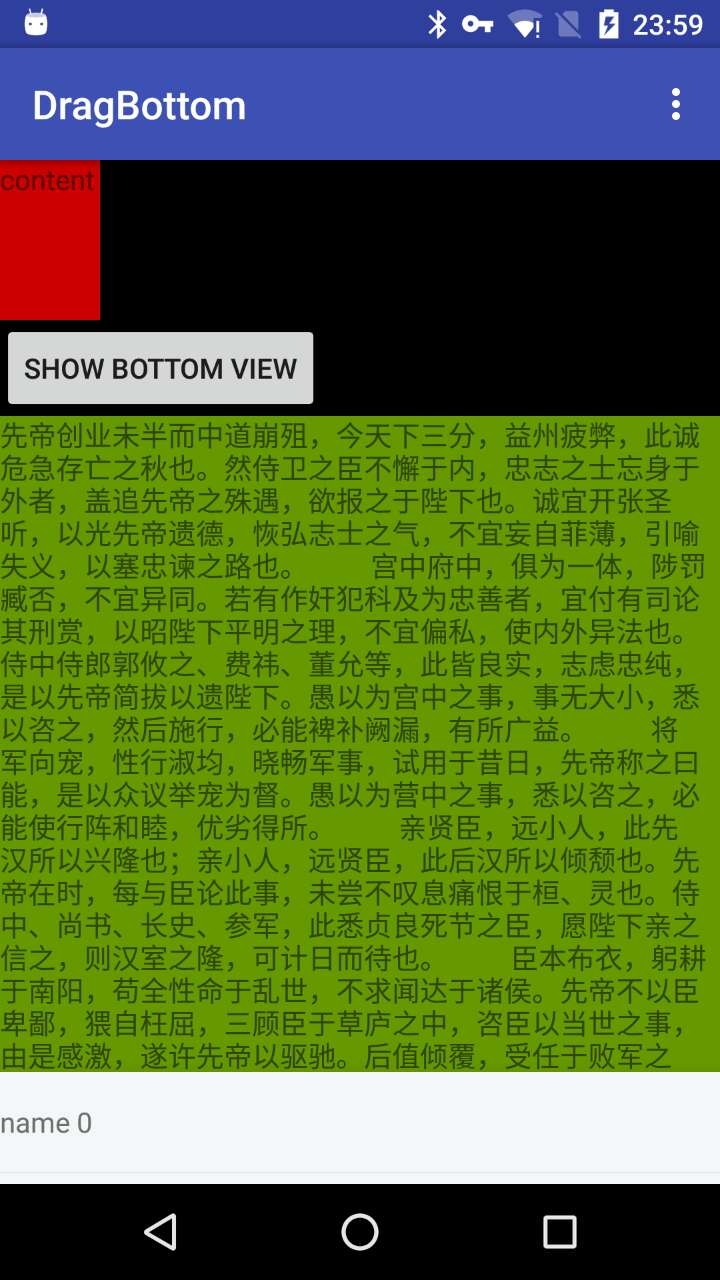 23:59
DragBottom
content
SHOW BOTTOM VIEW
先帝创业未半而中道崩殂，今天下三分，益州疲弊，此诚
危急存亡之秋也。然侍卫之臣不懈于内，忠志之士忘身于
外者，盖追先帝之殊遇，欲报之于陛下也。诚宜开张圣
听，以光先帝遗德，恢弘志士之气，不宜妄自菲薄，引喻
失义，以塞忠谏之路也。　　宫中府中，俱为一体，陟罚
臧否，不宜异同。若有作奸犯科及为忠善者，宜付有司论
其刑赏，以昭陛下平明之理，不宜偏私，使内外异法也。
侍中侍郎郭攸之、费祎、董允等，此皆良实，志虑忠纯，
是以先帝简拔以遗陛下。愚以为宫中之事，事无大小，悉
以咨之，然后施行，必能裨补阙漏，有所广益。　　将
军向宠，性行淑均，晓畅军事，试用于昔日，先帝称之曰
能，是以众议举宠为督。愚以为营中之事，悉以咨之，必
能使行阵和睦，优劣得所。　　亲贤臣，远小人，此先
汉所以兴隆也；亲小人，远贤臣，此后汉所以倾颓也。先
帝在时，每与臣论此事，未尝不叹息痛恨于桓、灵也。侍
中、尚书、长史、参军，此悉贞良死节之臣，愿陛下亲之
信之，则汉室之隆，可计日而待也。　　臣本布衣，躬耕
于南阳，苟全性命于乱世，不求闻达于诸侯。先帝不以臣
卑鄙，猥自枉屈，三顾臣于草庐之中，咨臣以当世之事，
由是感激，遂许先帝以驱驰。后值倾覆，受任于败军之
name 0